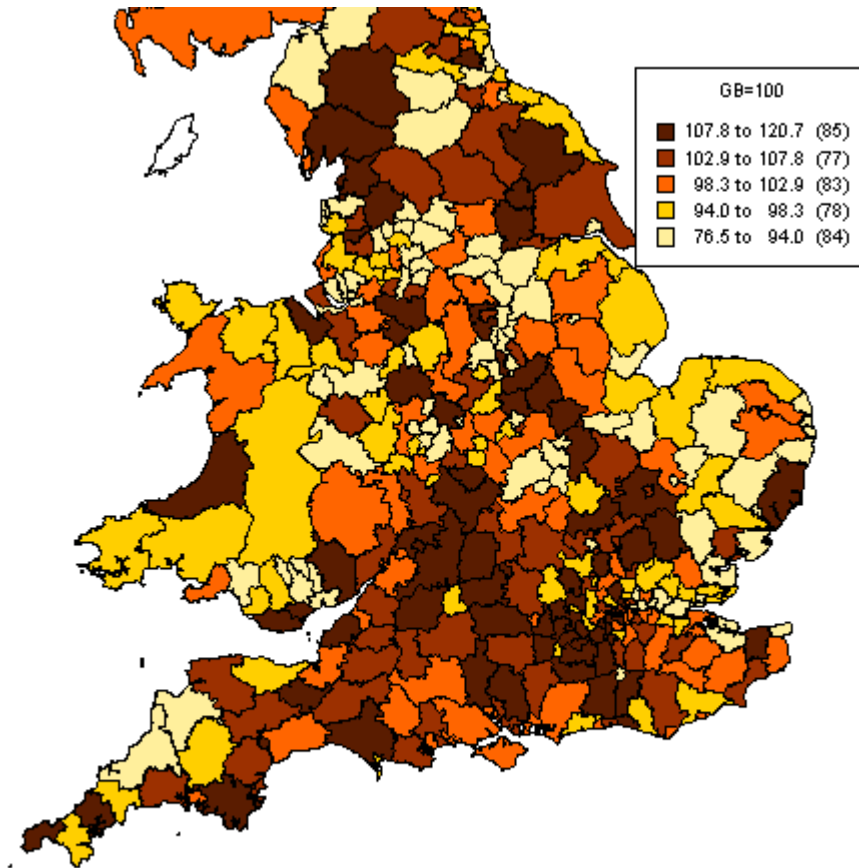 GB=100
107.8 to 120.7 (85)
102.9 to 107.8 (77)
98.3 to 102.9 (83)
94.0 to 98.3 (78)
76.5 to 94.0 (84)